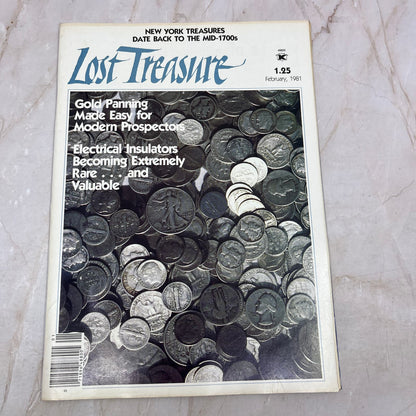 NEW YORK TREASURES
DATE BACK TO THE MID-1700s
Lost Treasure
1.25
February, 1981
Gold Panning
Made Easy for
Modern Prospectors
Electrical Insulators
Becoming Extremely
Rare . . . and
Valuable